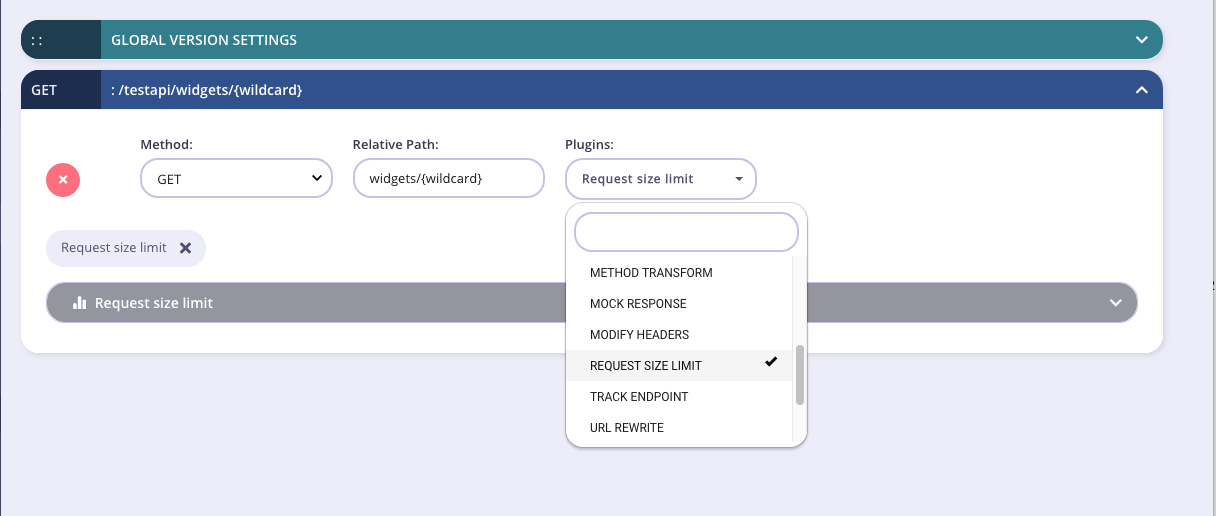 :: GLOBAL VERSION SETTINGS
GET : /testapi/widgets/{wildcard}
Method: Relative Path: Plugins:
GET widgets/{wildcard} Request size limit
Request size limit
METHOD TRANSFORM
Request size limit
MOCK RESPONSE
MODIFY HEADERS
REQUEST SIZE LIMIT
TRACK ENDPOINT
URL REWRITE